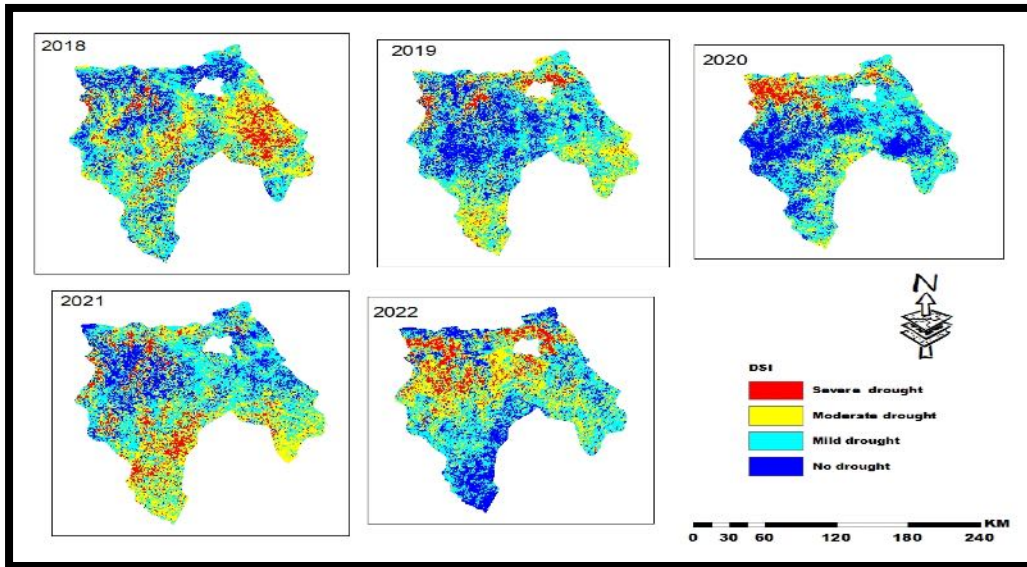 2018
2019
2020
2021
2022
N
DSI
Severe drought
Moderate drought
Mild drought
No drought
KM
0 30 60 120 180 240